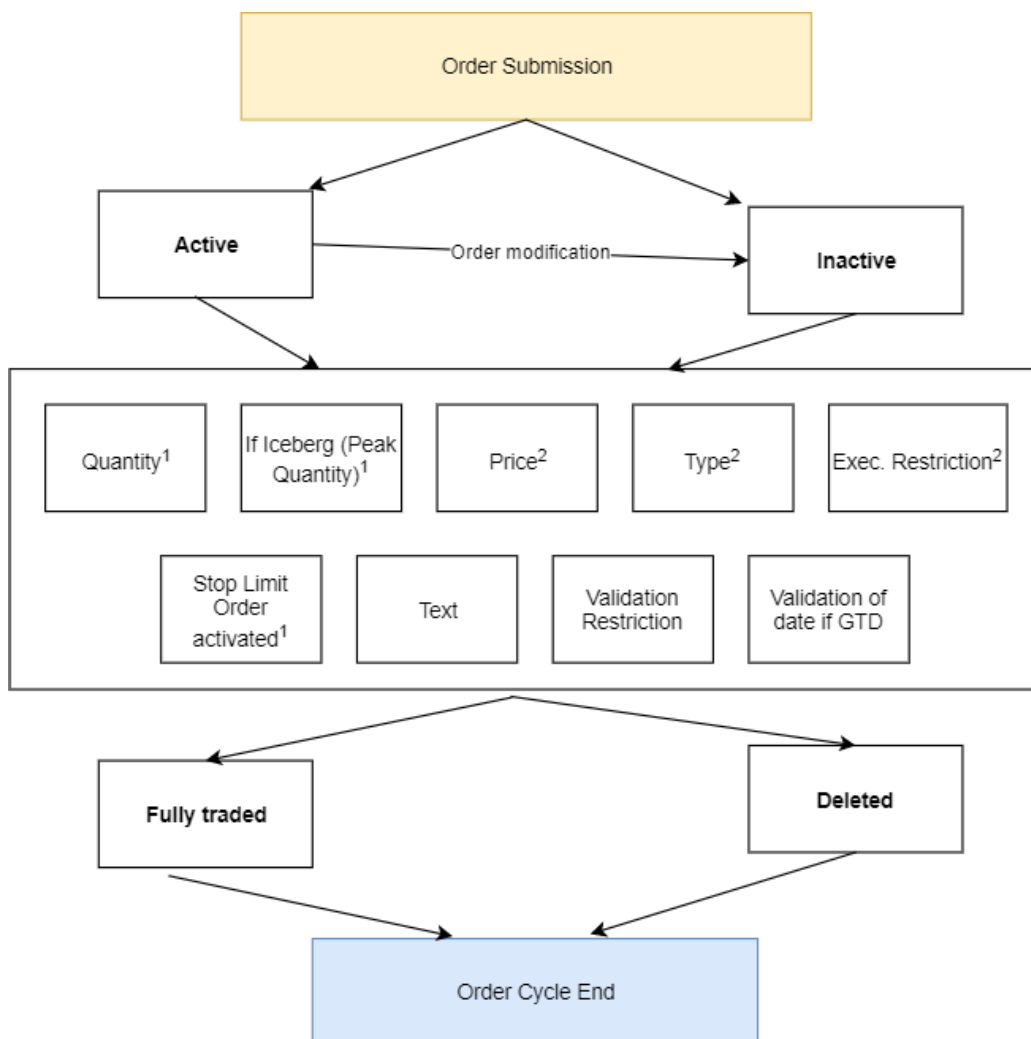 Order Submission
Active
Order modification
Inactive
Quantity¹
If Iceberg (Peak
Quantity)¹
Price²
Type²
Exec. Restriction²
Stop Limit
Order
activated¹
Text
Validation
Restriction
Validation of
date if GTD
Fully traded
Deleted
Order Cycle End